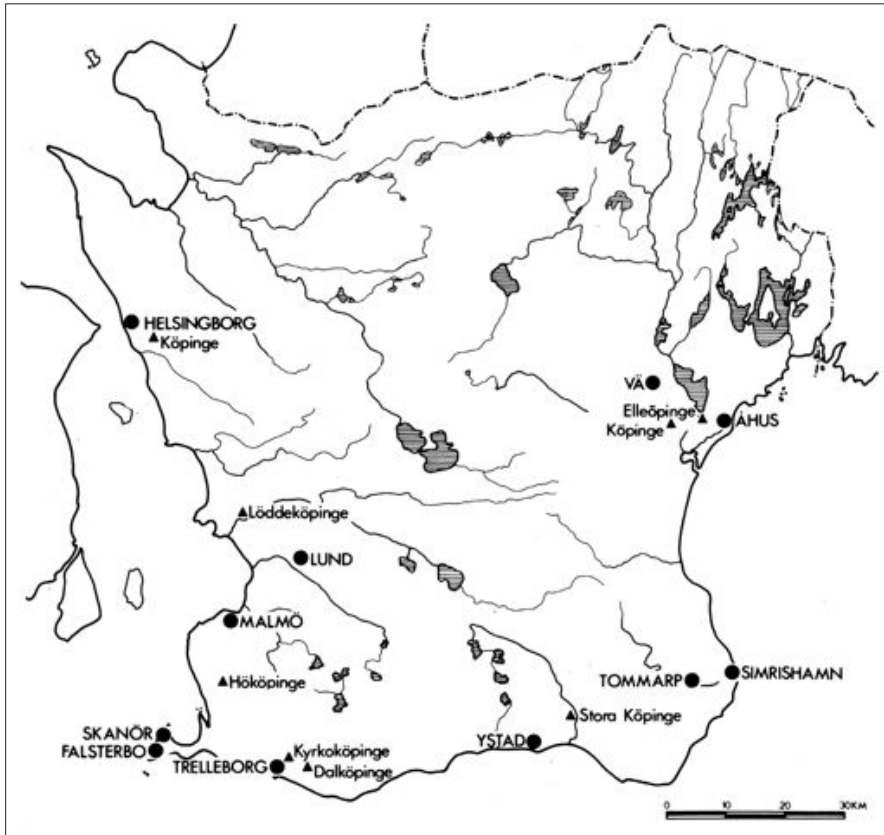 HELSINGBORG
Köpinge
VÄ
Elleöpinge
Köpinge
ÅHUS
Löddeköpinge
LUND
MALMÖ
Hököpinge
TOMMARP
SIMRISHAMN
Stora Köpinge
SKANÖR
FALSTERBO
YSTAD
Kyrkoköpinge
TRELLEBORG
Dalköpinge
0 10 20 30KM